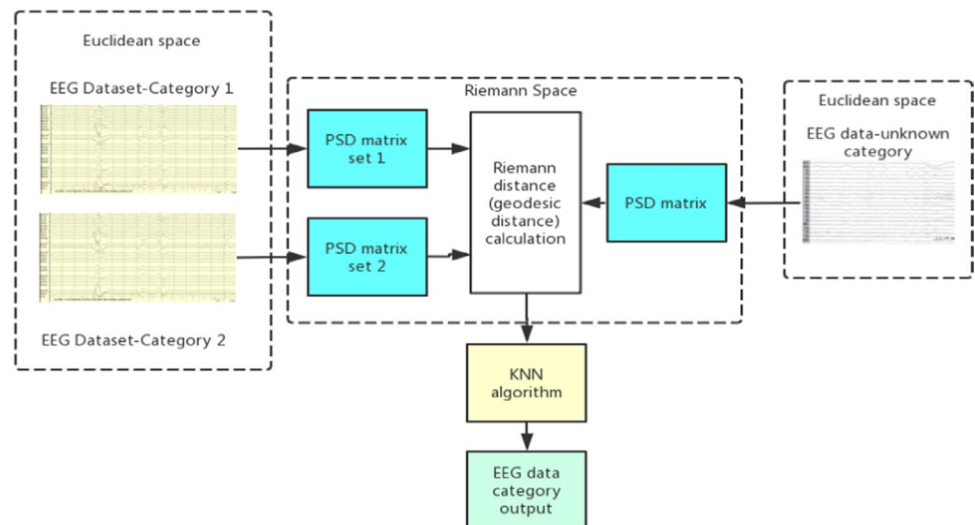 Euclidean space
EEG Dataset-Category 1
EEG Dataset-Category 2
Riemann Space
PSD matrix
set 1
PSD matrix
set 2
Riemann
distance
(geodesic
distance)
calculation
PSD matrix
Euclidean space
EEG data-unknown
category
KNN
algorithm
EEG data
category
output